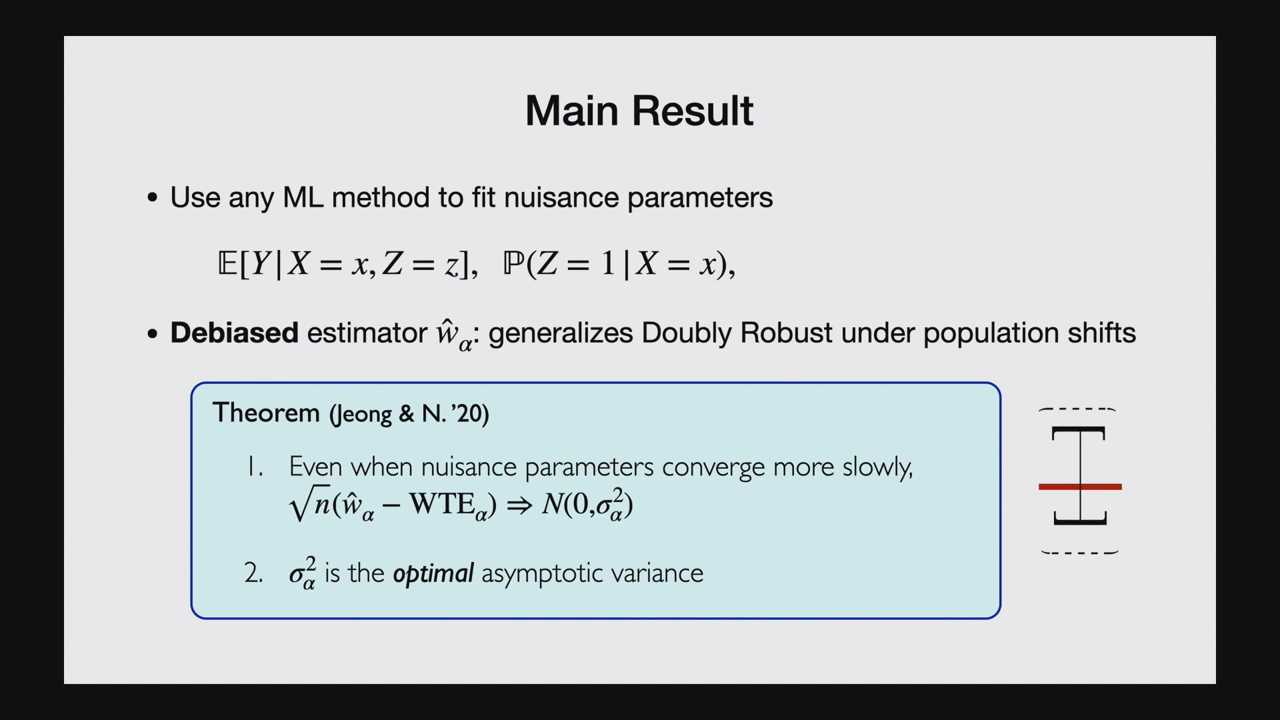 Main Result
• Use any ML method to fit nuisance parameters
𝔼[Y|X = x, Z = z], ℙ(Z = 1|X = x),
• Debiased estimator ŵ_α: generalizes Doubly Robust under population shifts
Theorem (Jeong & N. ’20)
1. Even when nuisance parameters converge more slowly,
√n(ŵ_α − WTE_α) ⇒ N(0,σ_α²)
2. σ_α² is the optimal asymptotic variance